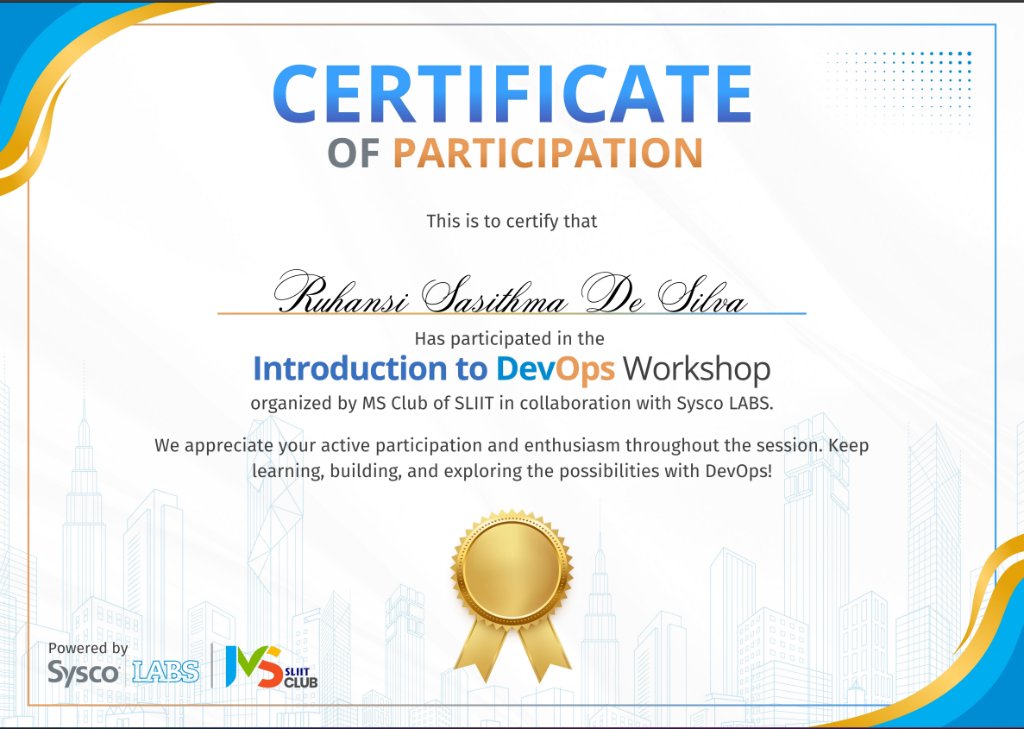 CERTIFICATE
OF PARTICIPATION
This is to certify that
Ruhansi Sasithma De Silva
Has participated in the
Introduction to DevOps Workshop
organized by MS Club of SLIIT in collaboration with Sysco LABS.
We appreciate your active participation and enthusiasm throughout the session. Keep
learning, building, and exploring the possibilities with DevOps!
Powered by
Sysco LABS
MS SLIIT
CLUB